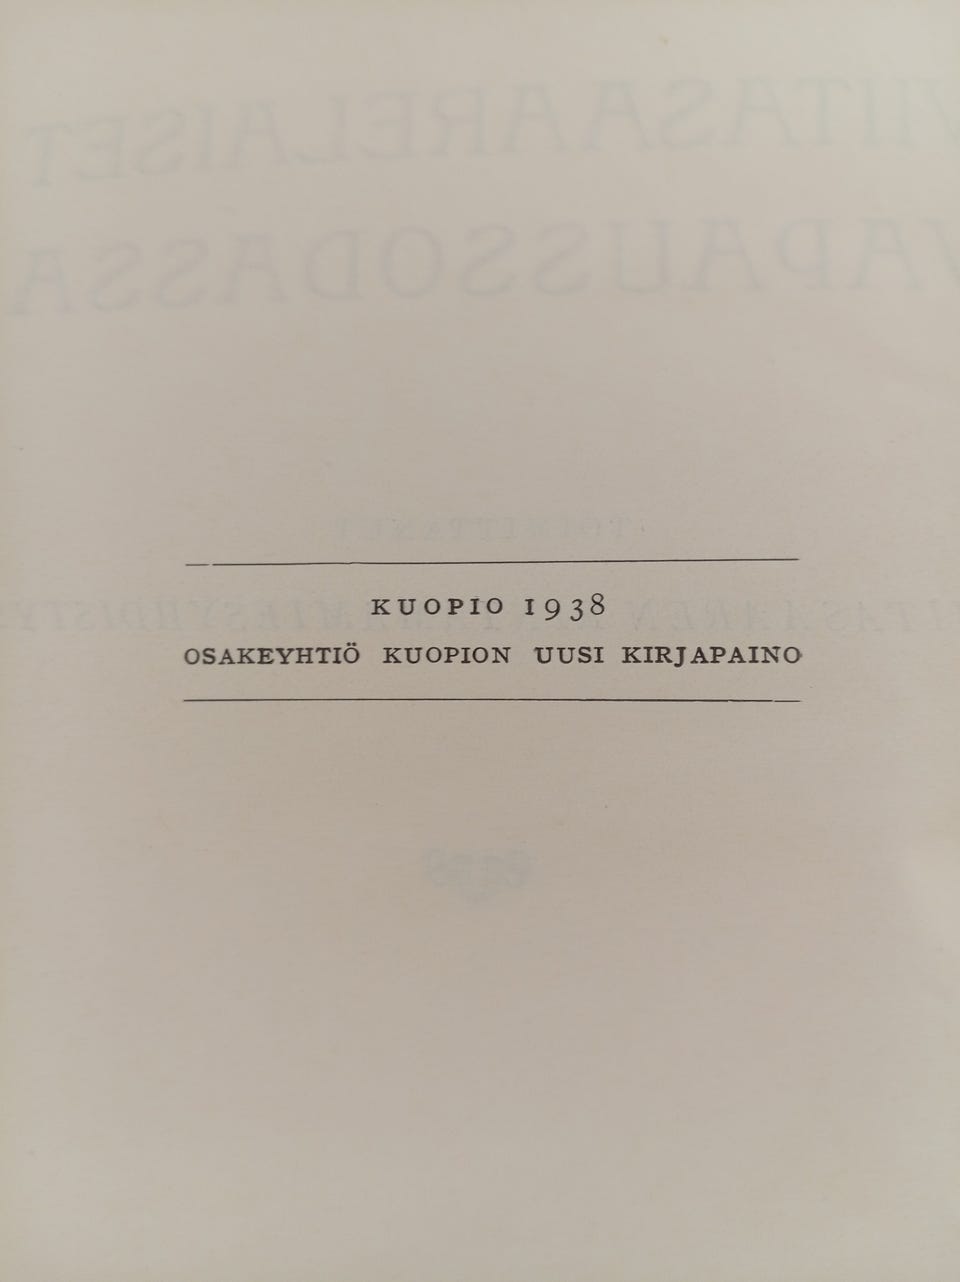 KUOPIO 1938
OSAKEYHTIÖ KUOPION UUSI KIRJAPAINO